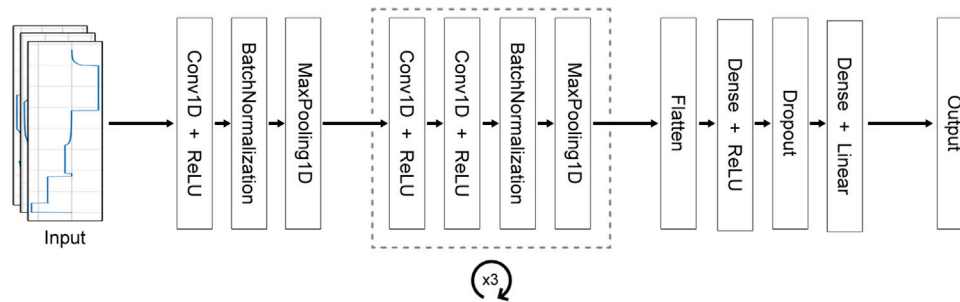 Input
Conv1D + ReLU
BatchNormalization
MaxPooling1D
Conv1D + ReLU
Conv1D + ReLU
BatchNormalization
MaxPooling1D
x3
Flatten
Dense + ReLU
Dropout
Dense + Linear
Output